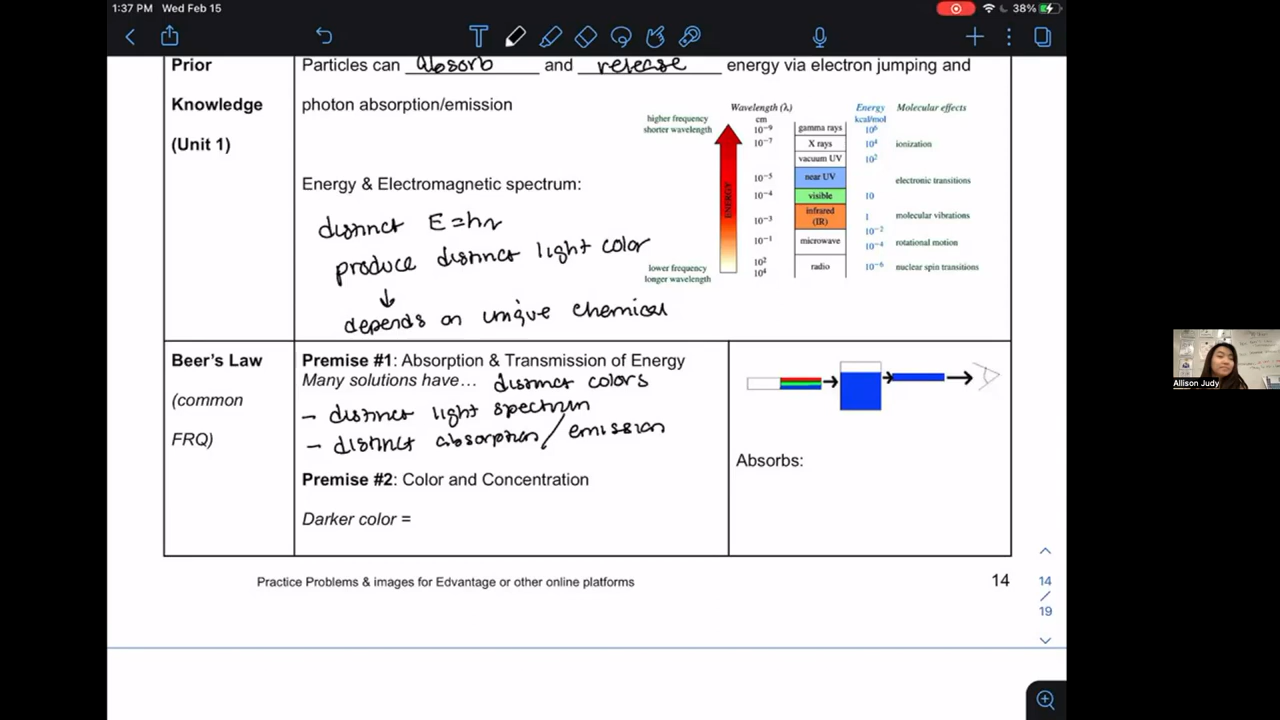 1:37 PM Wed Feb 15
38%
Prior
Knowledge
(Unit 1)
Particles can absorb and release energy via electron jumping and
photon absorption/emission
Energy & Electromagnetic spectrum:
distinct E=hν
produce distinct light color
↓
depends on unique chemical
higher frequency
shorter wavelength
ENERGY
lower frequency
longer wavelength
Wavelength (λ) Energy Molecular effects
cm kcal/mol
10⁻⁹ gamma rays 10⁶
10⁻⁷ X rays 10⁴ ionization
vacuum UV 10²
10⁻⁵ near UV electronic transitions
10⁻⁴ visible 10
10⁻³ infrared (IR) 1 molecular vibrations
10⁻²
10⁻¹ microwave 10⁻⁴ rotational motion
10²
10⁴ radio 10⁻⁶ nuclear spin transitions
Beer's Law
(common
FRQ)
Premise #1: Absorption & Transmission of Energy
Many solutions have… distinct colors
- distinct light spectrum
- distinct absorption/emission
Premise #2: Color and Concentration
Darker color =
Absorbs:
Practice Problems & images for Edvantage or other online platforms
14
14
/
19
Allison Judy